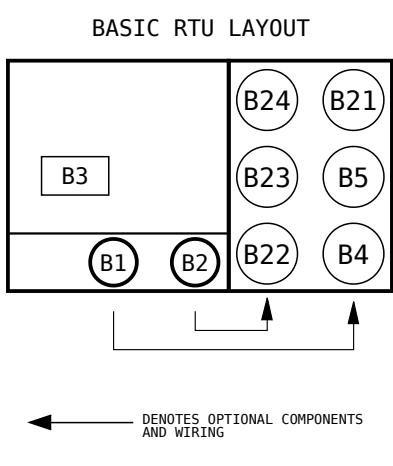 BASIC RTU LAYOUT
B24 B21
B3 B23 B5
B1 B2 B22 B4
DENOTES OPTIONAL COMPONENTS
AND WIRING